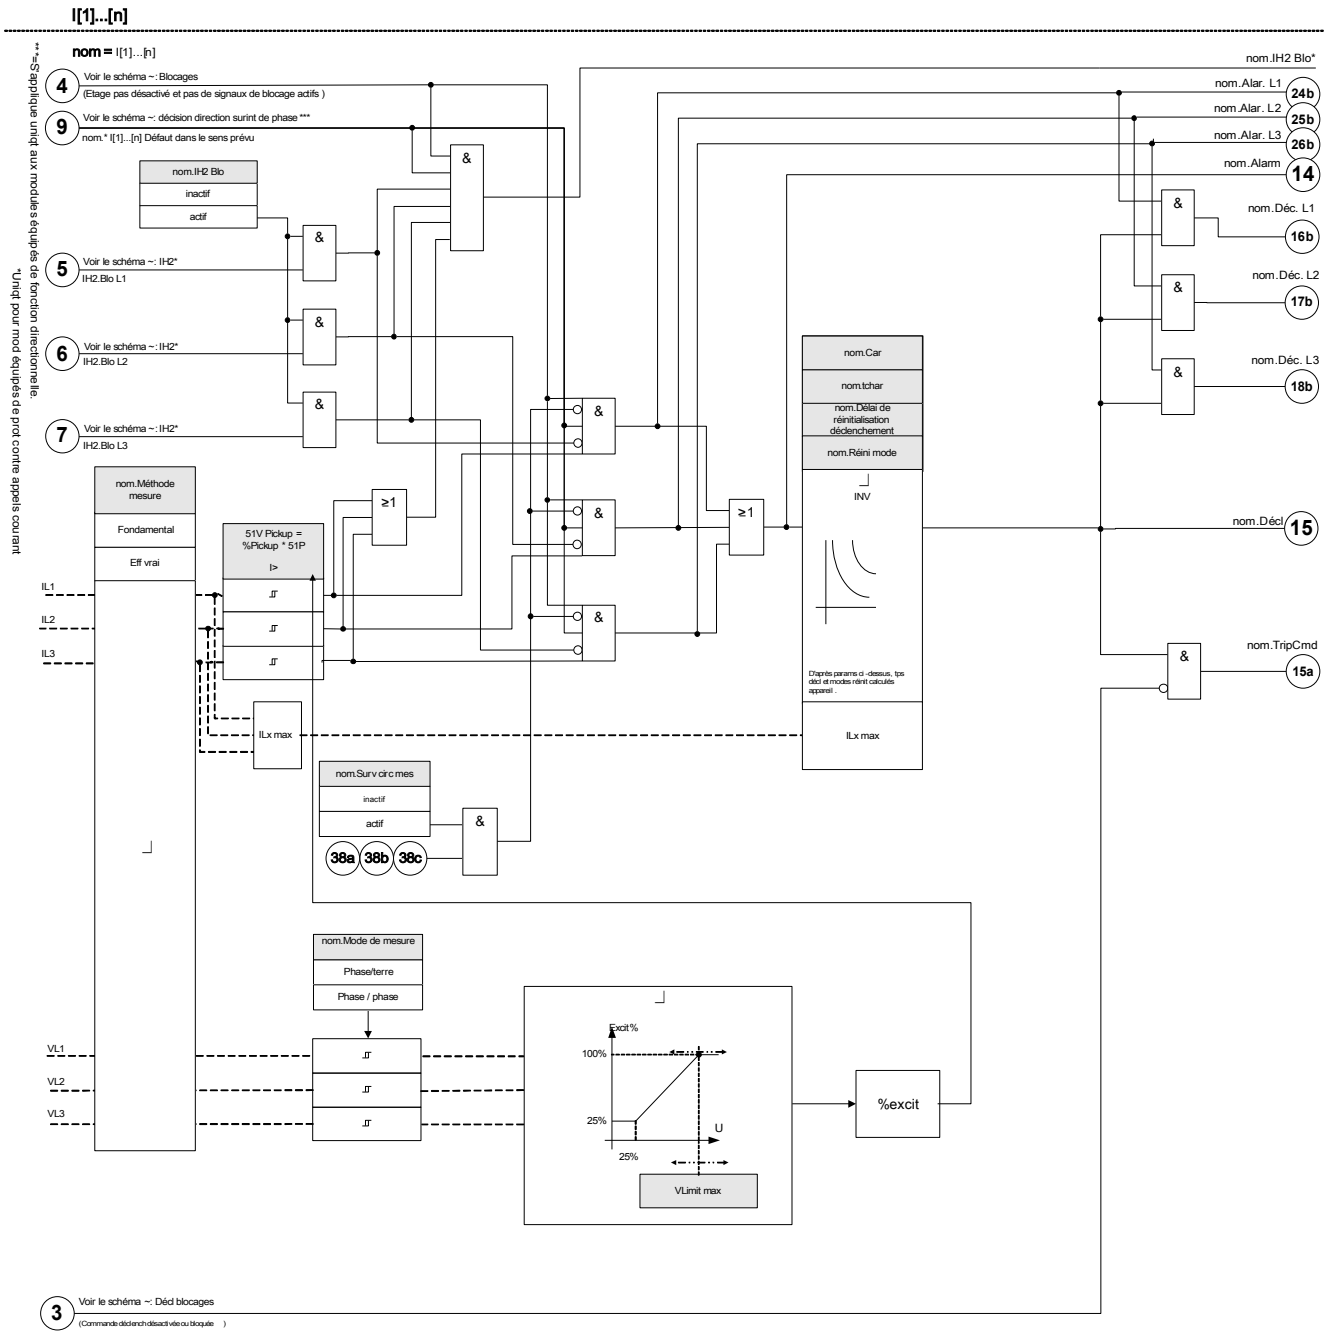 I[1]...[n]
nom = I[1]...[n]
***=S'applique uniqt aux modules équipés de fonction directionnelle.
*Uniqt pour mod équipés de prot contre appels courant
4
Voir le schéma ~: Blocages
(Etage pas désactivé et pas de signaux de blocage actifs )
9
Voir le schéma ~: décision direction surint de phase ***
nom.* I[1]...[n] Défaut dans le sens prévu
nom.IH2 Blo
inactif
actif
&
5
Voir le schéma ~: IH2*
IH2.Blo L1
&
6
Voir le schéma ~: IH2*
IH2.Blo L2
&
7
Voir le schéma ~: IH2*
IH2.Blo L3
&
nom.Méthode
mesure
Fondamental
Eff vrai
51V Pickup =
%Pickup * 51P
I>
≥1
IL1
IL2
IL3
ILx max
&
&
&
≥1
nom.Surv circ mes
inactif
actif
&
38a
38b
38c
nom.Car
nom.tchar
nom.Délai de
réinitialisation
déclenchement
nom.Réini mode
INV
D'après params ci -dessus, tps
décl et modes réinit calculés
appareil .
ILx max
nom.IH2 Blo*
nom.Alar. L1
24b
nom.Alar. L2
25b
nom.Alar. L3
26b
nom.Alarm
14
&
nom.Déc. L1
16b
&
nom.Déc. L2
17b
&
nom.Déc. L3
18b
nom.Décl
15
&
nom.TripCmd
15a
nom.Mode de mesure
Phase/terre
Phase / phase
VL1
VL2
VL3
Excit%
100%
25%
U
25%
VLimit max
%excit
3
Voir le schéma ~: Décl blocages
(Commande déclench désactivée ou bloquée )